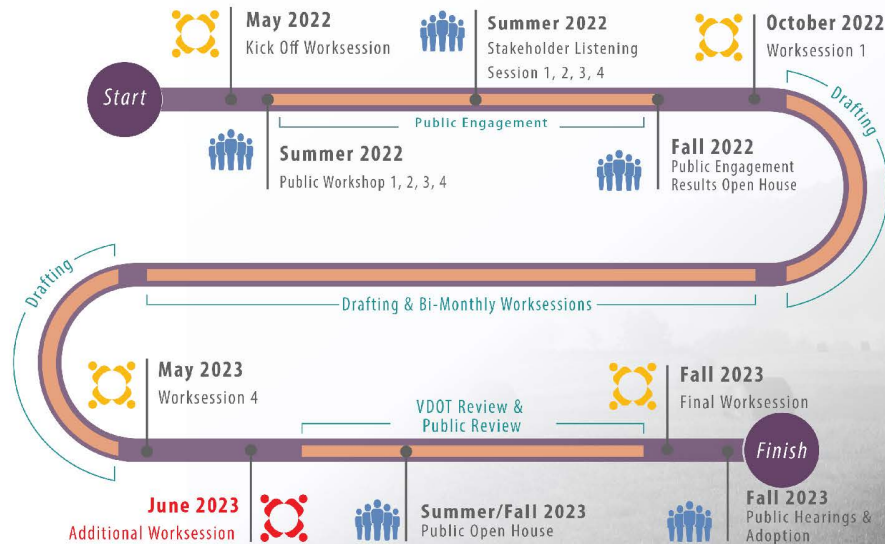 May 2022
Kick Off Worksession
Summer 2022
Stakeholder Listening
Session 1, 2, 3, 4
October 2022
Worksession 1
Start
Public Engagement
Drafting
Summer 2022
Public Workshop 1, 2, 3, 4
Fall 2022
Public Engagement
Results Open House
Drafting
Drafting & Bi-Monthly Worksessions
May 2023
Worksession 4
VDOT Review &
Public Review
Fall 2023
Final Worksession
Finish
June 2023
Additional Worksession
Summer/Fall 2023
Public Open House
Fall 2023
Public Hearings &
Adoption